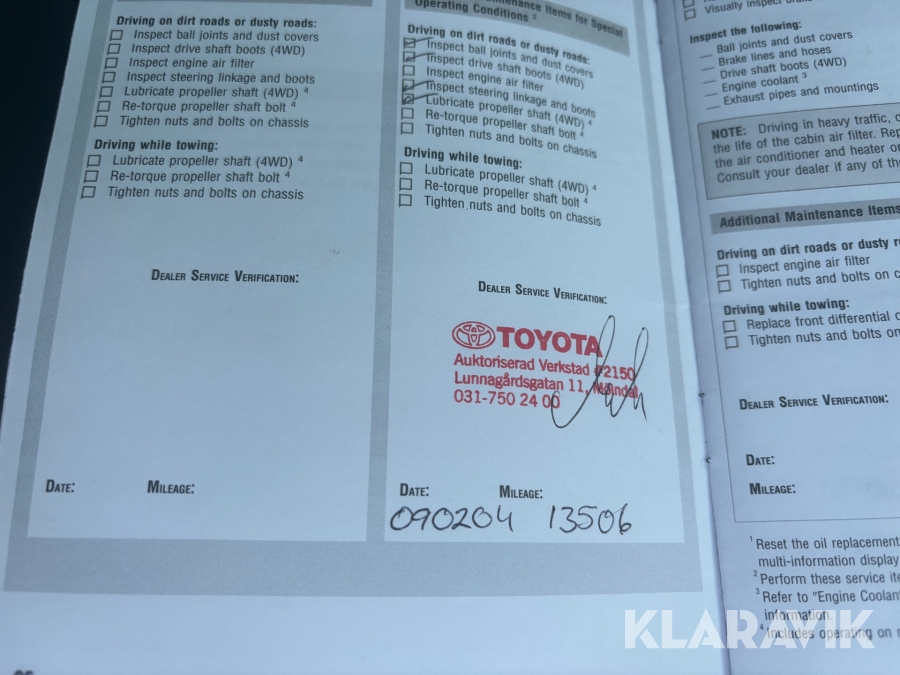 Driving on dirt roads or dusty roads:
Inspect ball joints and dust covers
Inspect drive shaft boots (4WD)
Inspect engine air filter
Inspect steering linkage and boots
Lubricate propeller shaft (4WD) 4
Re-torque propeller shaft bolt 4
Tighten nuts and bolts on chassis
Driving while towing:
Lubricate propeller shaft (4WD) 4
Re-torque propeller shaft bolt 4
Tighten nuts and bolts on chassis
DEALER SERVICE VERIFICATION:
DATE: MILEAGE:
Items for Special
Operating Conditions 2
Driving on dirt roads or dusty roads:
Inspect ball joints and dust covers
Inspect drive shaft boots (4WD)
Inspect engine air filter
Inspect steering linkage and boots
Lubricate propeller shaft (4WD) 4
Re-torque propeller shaft bolt 4
Tighten nuts and bolts on chassis
Driving while towing:
Lubricate propeller shaft (4WD) 4
Re-torque propeller shaft bolt 4
Tighten nuts and bolts on chassis
DEALER SERVICE VERIFICATION:
TOYOTA
Auktoriserad Verkstad #2150
Lunnagårdsgatan 11, Mölndal
031-750 24 00
DATE: MILEAGE:
090204 13506
Visually inspect
Inspect the following:
Ball joints and dust covers
Brake lines and hoses
Drive shaft boots (4WD)
Engine coolant 3
Exhaust pipes and mountings
NOTE: Driving in heavy traffic,
the life of the cabin air filter.
the air conditioner and heater
Consult your dealer if any of the
Additional Maintenance Items
Driving on dirt roads or dusty
Inspect engine air filter
Tighten nuts and bolts on
Driving while towing:
Replace front differential
Tighten nuts and bolts on
DEALER SERVICE VERIFICATION:
DATE:
MILEAGE:
1 Reset the oil replacement
multi-information display
2 Perform these service
3 Refer to "Engine Coolant
information.
4 Includes operating on
KLARAVIK